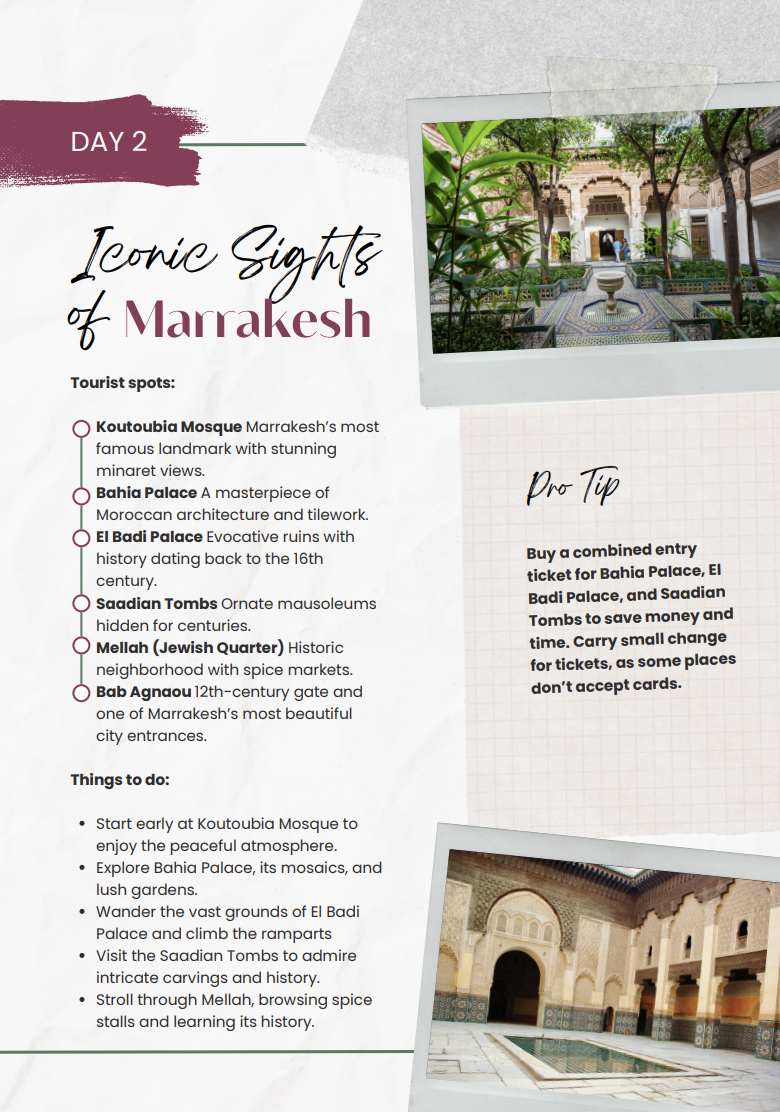 DAY 2
Iconic Sights
of Marrakesh
Tourist spots:
Koutoubia Mosque Marrakesh’s most
famous landmark with stunning
minaret views.
Bahia Palace A masterpiece of
Moroccan architecture and tilework.
El Badi Palace Evocative ruins with
history dating back to the 16th
century.
Saadian Tombs Ornate mausoleums
hidden for centuries.
Mellah (Jewish Quarter) Historic
neighborhood with spice markets.
Bab Agnaou 12th-century gate and
one of Marrakesh’s most beautiful
city entrances.
Things to do:
• Start early at Koutoubia Mosque to
enjoy the peaceful atmosphere.
• Explore Bahia Palace, its mosaics, and
lush gardens.
• Wander the vast grounds of El Badi
Palace and climb the ramparts
• Visit the Saadian Tombs to admire
intricate carvings and history.
• Stroll through Mellah, browsing spice
stalls and learning its history.
Pro Tip
Buy a combined entry
ticket for Bahia Palace, El
Badi Palace, and Saadian
Tombs to save money and
time. Carry small change
for tickets, as some places
don’t accept cards.